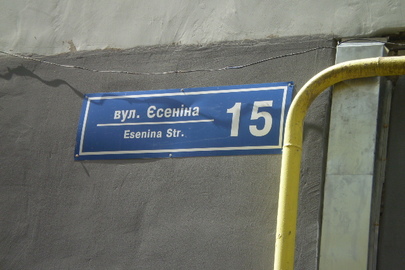 вул. Єсеніна
Esenina Str.
15